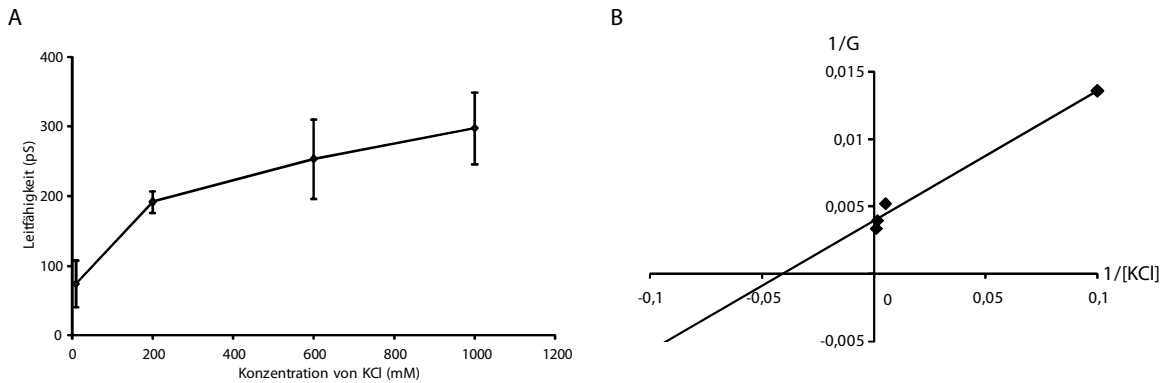 A
400
300
200
100
0
Leitfähigkeit (pS)
0 200 400 600 800 1000 1200
Konzentration von KCl (mM)
B
1/G
0,015
0,01
0,005
-0,1 -0,05 0 0,05 0,1
1/[KCl]
-0,005